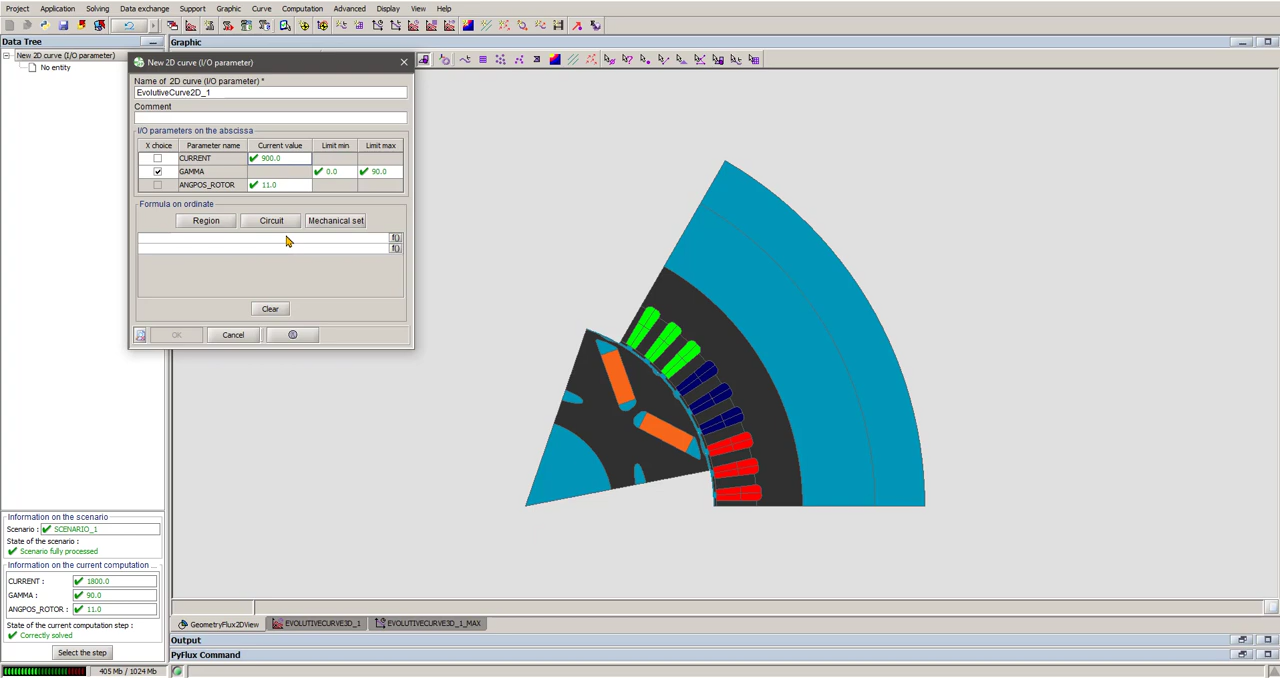 Project Application Solving Data exchange Support Graphic Curve Computation Advanced Display View Help
Data Tree
Graphic
New 2D curve (I/O parameter)
No entity
New 2D curve (I/O parameter)
Name of 2D curve (I/O parameter) *
EvolutiveCurve2D_1
Comment
I/O parameters on the abscissa
X choice Parameter name Current value Limit min Limit max
CURRENT 900.0
GAMMA 0.0 90.0
ANGPOS_ROTOR 11.0
Formula on ordinate
Region Circuit Mechanical set
f()
f()
Clear
OK Cancel
Information on the scenario
Scenario : SCENARIO_1
State of the scenario :
Scenario fully processed
Information on the current computation ...
CURRENT : 1800.0
GAMMA : 90.0
ANGPOS_ROTOR : 11.0
State of the current computation step :
Correctly solved
Select the step
GeometryFlux2DView EVOLUTIVECURVE3D_1 EVOLUTIVECURVE3D_1_MAX
Output
PyFlux Command
405 Mb / 1024 Mb